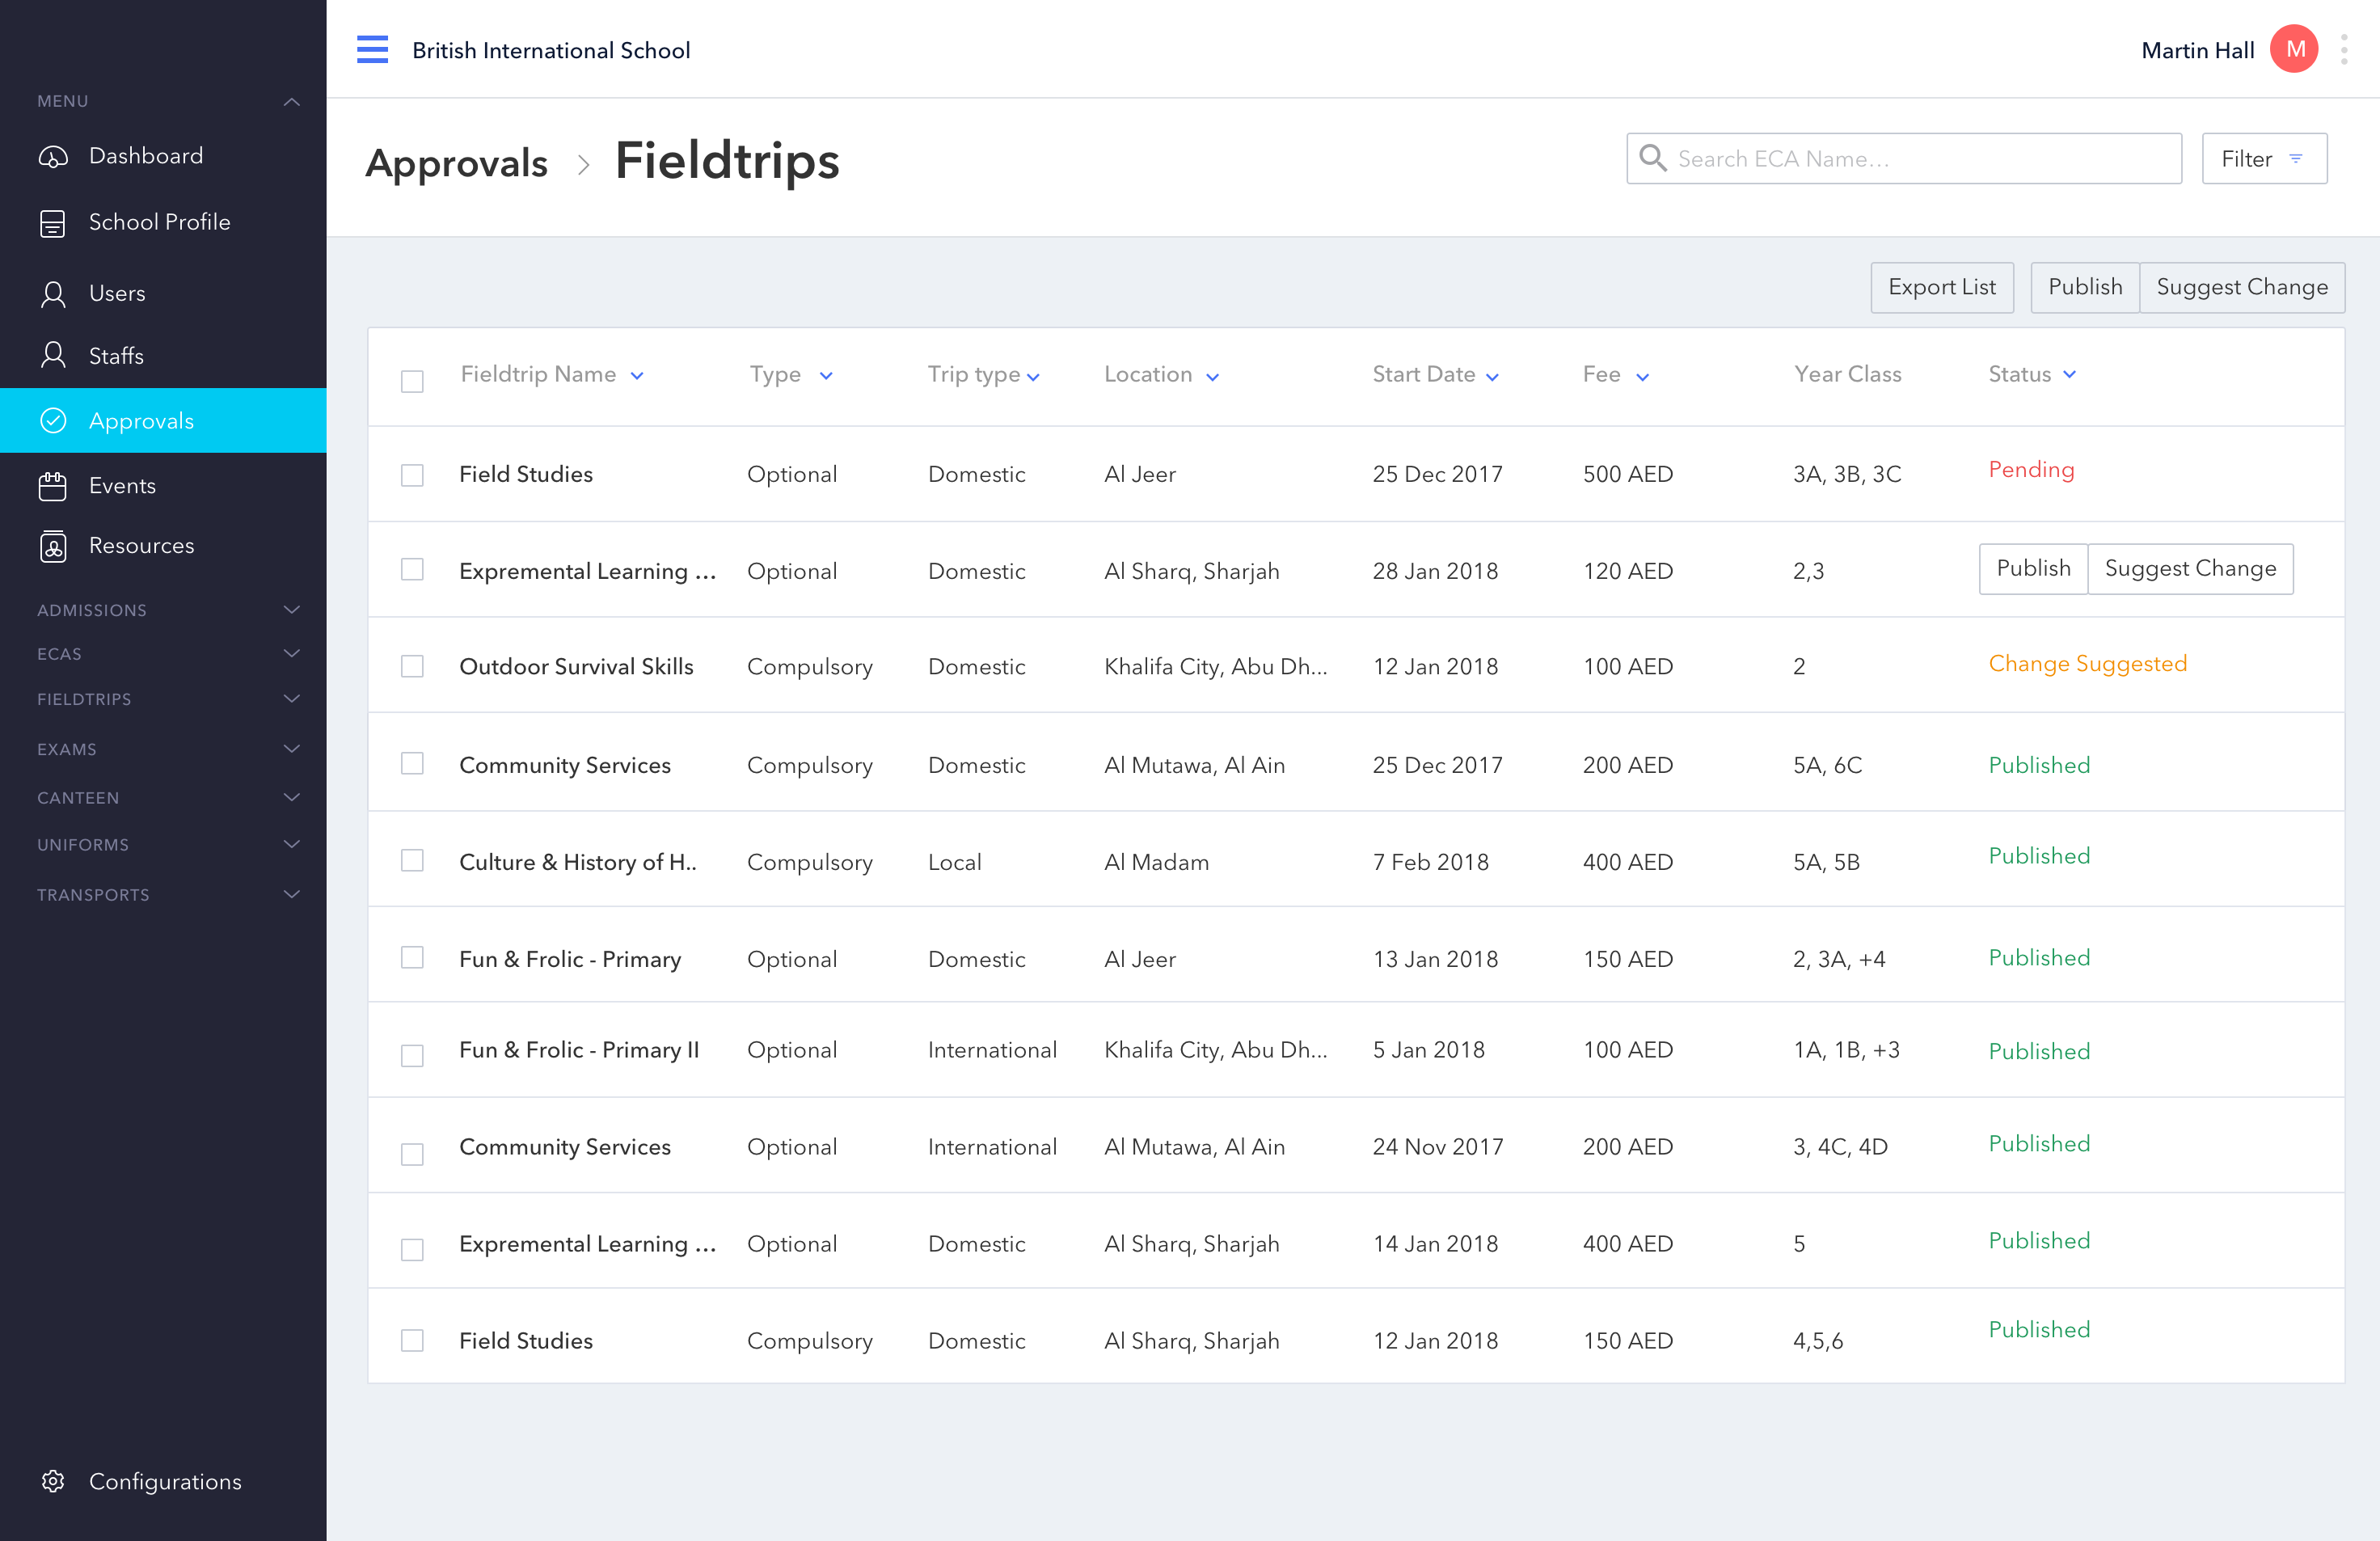 British International School
Martin Hall M
MENU
Dashboard
School Profile
Users
Staffs
Approvals
Events
Resources
ADMISSIONS
ECAS
FIELDTRIPS
EXAMS
CANTEEN
UNIFORMS
TRANSPORTS
Configurations
Approvals > Fieldtrips
Search ECA Name...
Filter
Export List Publish Suggest Change
Fieldtrip Name Type Trip type Location Start Date Fee Year Class Status
Field Studies Optional Domestic Al Jeer 25 Dec 2017 500 AED 3A, 3B, 3C Pending
Expremental Learning ... Optional Domestic Al Sharq, Sharjah 28 Jan 2018 120 AED 2,3 Publish Suggest Change
Outdoor Survival Skills Compulsory Domestic Khalifa City, Abu Dh... 12 Jan 2018 100 AED 2 Change Suggested
Community Services Compulsory Domestic Al Mutawa, Al Ain 25 Dec 2017 200 AED 5A, 6C Published
Culture & History of H.. Compulsory Local Al Madam 7 Feb 2018 400 AED 5A, 5B Published
Fun & Frolic - Primary Optional Domestic Al Jeer 13 Jan 2018 150 AED 2, 3A, +4 Published
Fun & Frolic - Primary II Optional International Khalifa City, Abu Dh... 5 Jan 2018 100 AED 1A, 1B, +3 Published
Community Services Optional International Al Mutawa, Al Ain 24 Nov 2017 200 AED 3, 4C, 4D Published
Expremental Learning ... Optional Domestic Al Sharq, Sharjah 14 Jan 2018 400 AED 5 Published
Field Studies Compulsory Domestic Al Sharq, Sharjah 12 Jan 2018 150 AED 4,5,6 Published